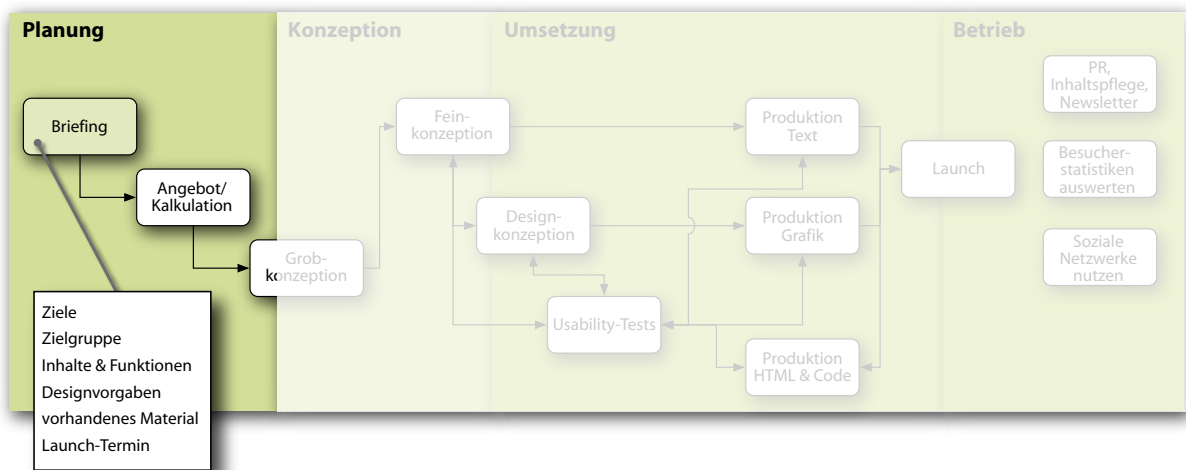 Planung
Konzeption
Umsetzung
Betrieb
Briefing
Angebot/
Kalkulation
Grob-
konzeption
Fein-
konzeption
Design-
konzeption
Usability-Tests
Produktion
Text
Produktion
Grafik
Produktion
HTML & Code
Launch
PR,
Inhaltspflege,
Newsletter
Besucher-
statistiken
auswerten
Soziale
Netzwerke
nutzen
Ziele
Zielgruppe
Inhalte & Funktionen
Designvorgaben
vorhandenes Material
Launch-Termin